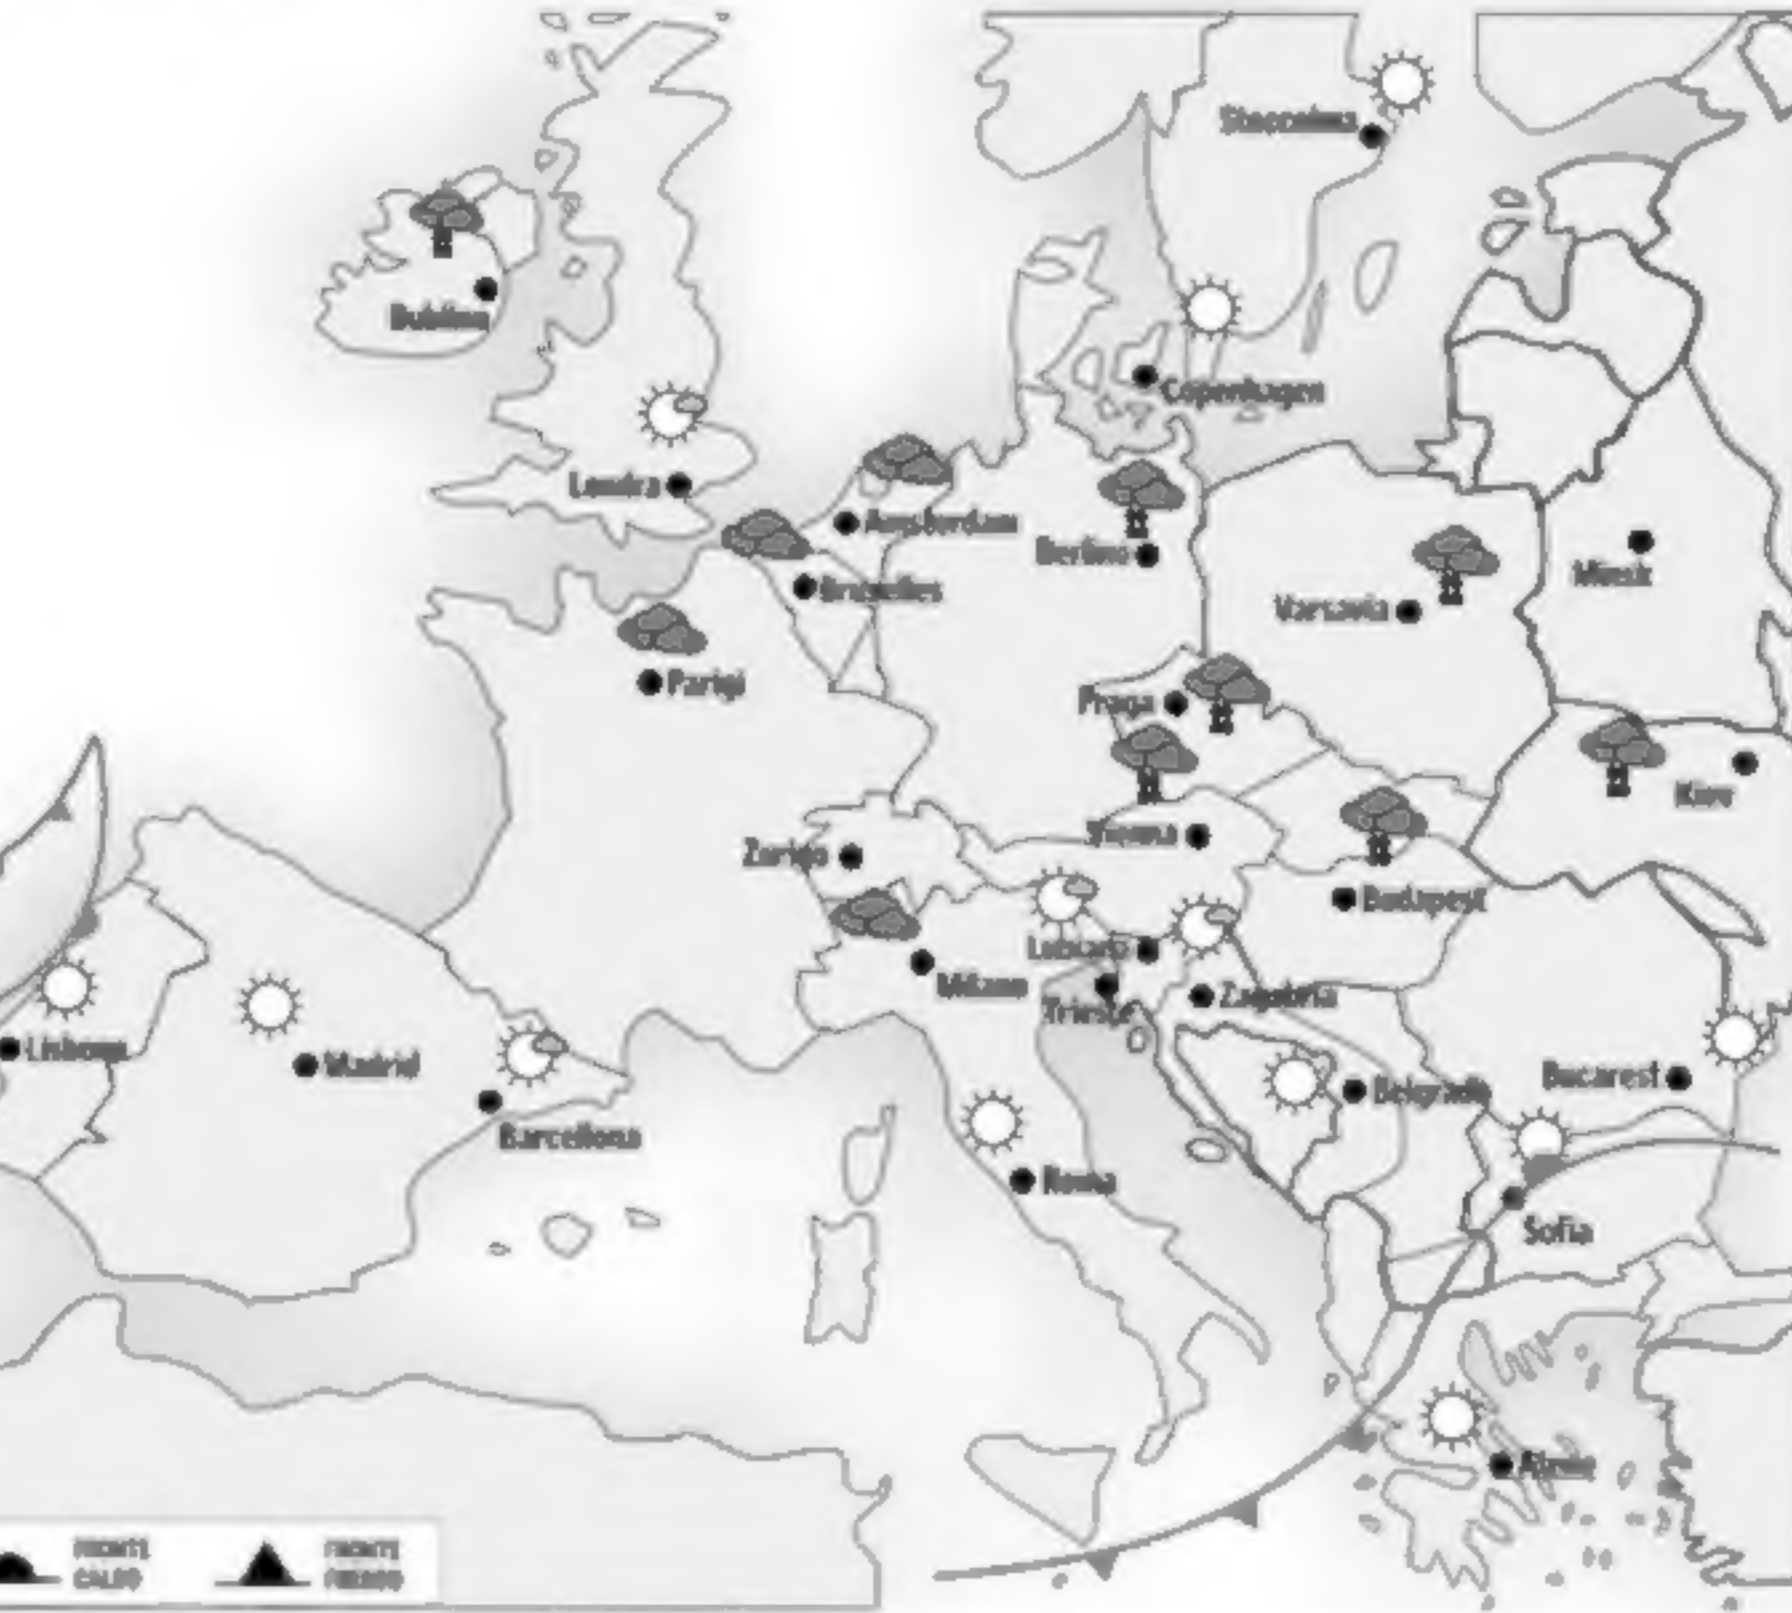 Stoccolma
Dublino
Copenhagen
Londra
Amsterdam
Berlino
Bruxelles
Minsk
Varsavia
Parigi
Praga
Kiev
Vienna
Zurigo
Budapest
Lubiana
Milano
Zagabria
Trieste
Lisbona
Madrid
Belgrado
Bucarest
Barcellona
Roma
Sofia
Atene
FRONTE
CALDO
FRONTE
FREDDO